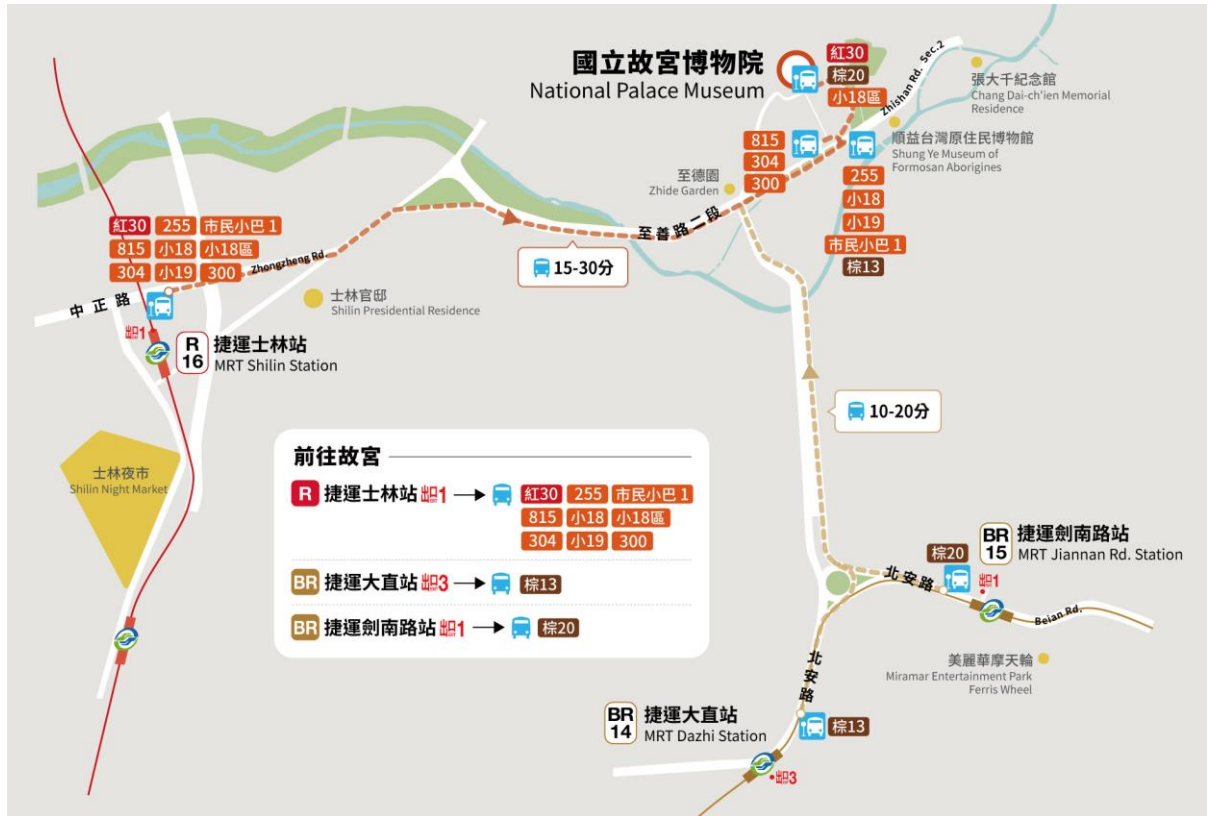 國立故宮博物院
National Palace Museum
紅30
棕20
小18區
Zhishan Rd. Sec.2
張大千紀念館
Chang Dai-ch'ien Memorial
Residence
順益台灣原住民博物館
Shung Ye Museum of
Formosan Aborigines
815
304
300
255
小18
小19
市民小巴 1
棕13
至德園
Zhide Garden
至善路二段
15-30分
紅30 255 市民小巴 1
815 小18 小18區
304 小19 300
Zhongzheng Rd.
中正路
士林官邸
Shilin Presidential Residence
出口1
R
16
捷運士林站
MRT Shilin Station
10-20分
士林夜市
Shilin Night Market
前往故宮
R 捷運士林站 出口1 → 紅30 255 市民小巴 1
815 小18 小18區
304 小19 300
BR 捷運大直站 出口3 → 棕13
BR 捷運劍南路站 出口1 → 棕20
BR
15
捷運劍南路站
MRT Jiannan Rd. Station
棕20
出口1
北安路
Beian Rd.
美麗華摩天輪
Miramar Entertainment Park
Ferris Wheel
北安路
BR
14
捷運大直站
MRT Dazhi Station
棕13
出口3